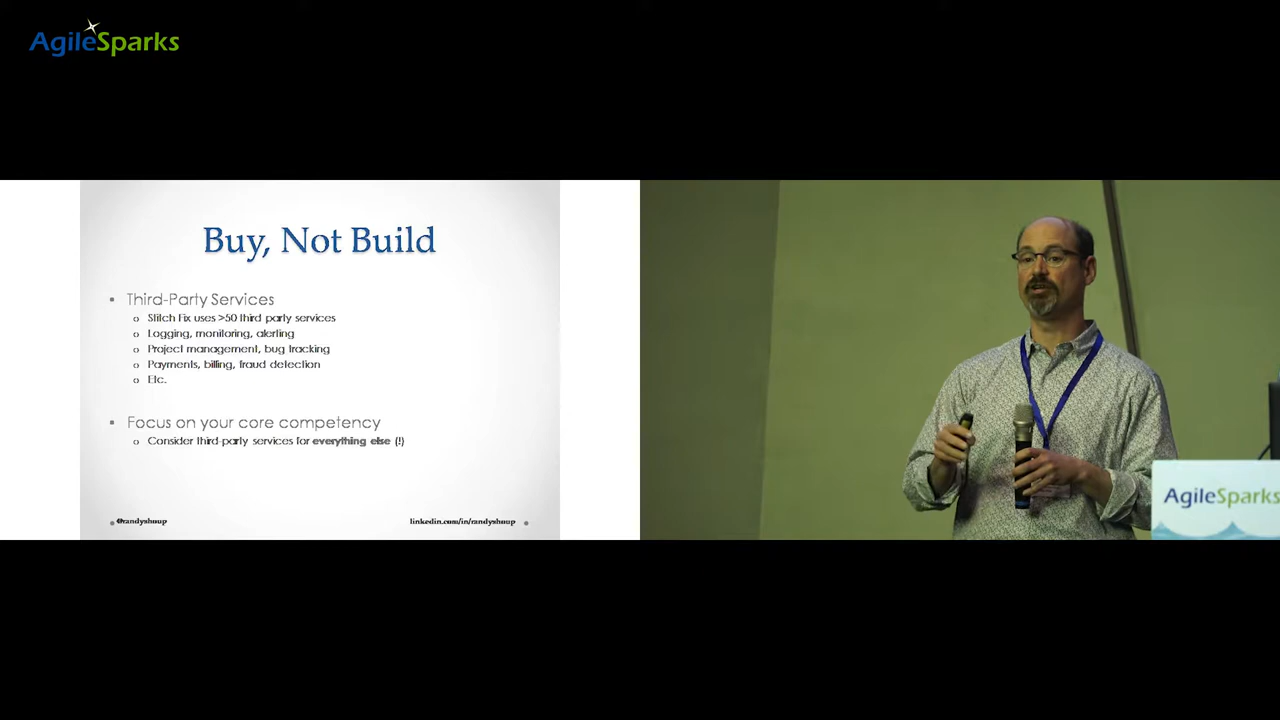 AgileSparks
Buy, Not Build
Third-Party Services
Stitch Fix uses >50 third party services
Logging, monitoring, alerting
Project management, bug tracking
Payments, billing, fraud detection
Etc.
Focus on your core competency
Consider third-party services for everything else (!)
@randyshoup
linkedin.com/in/randyshoup
AgileSparks